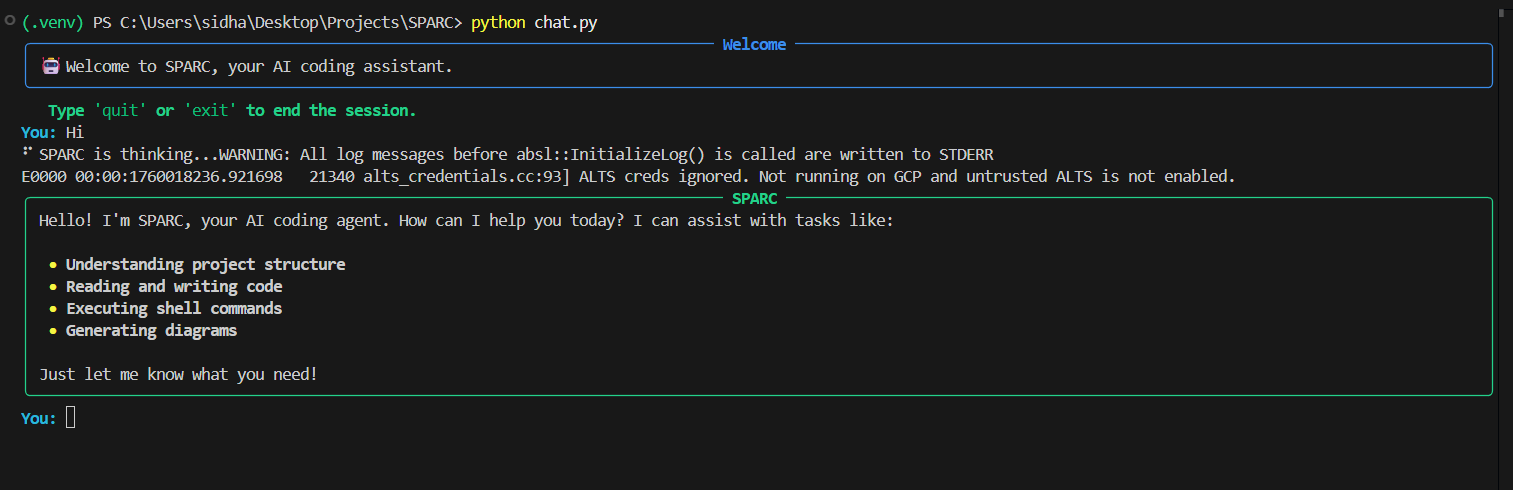 (.venv) PS C:\Users\sidha\Desktop\Projects\SPARC> python chat.py
Welcome
🤖 Welcome to SPARC, your AI coding assistant.
Type 'quit' or 'exit' to end the session.
You: Hi
SPARC is thinking...WARNING: All log messages before absl::InitializeLog() is called are written to STDERR
E0000 00:00:1760018236.921698   21340 alts_credentials.cc:93] ALTS creds ignored. Not running on GCP and untrusted ALTS is not enabled.
SPARC
Hello! I'm SPARC, your AI coding agent. How can I help you today? I can assist with tasks like:
• Understanding project structure
• Reading and writing code
• Executing shell commands
• Generating diagrams
Just let me know what you need!
You: